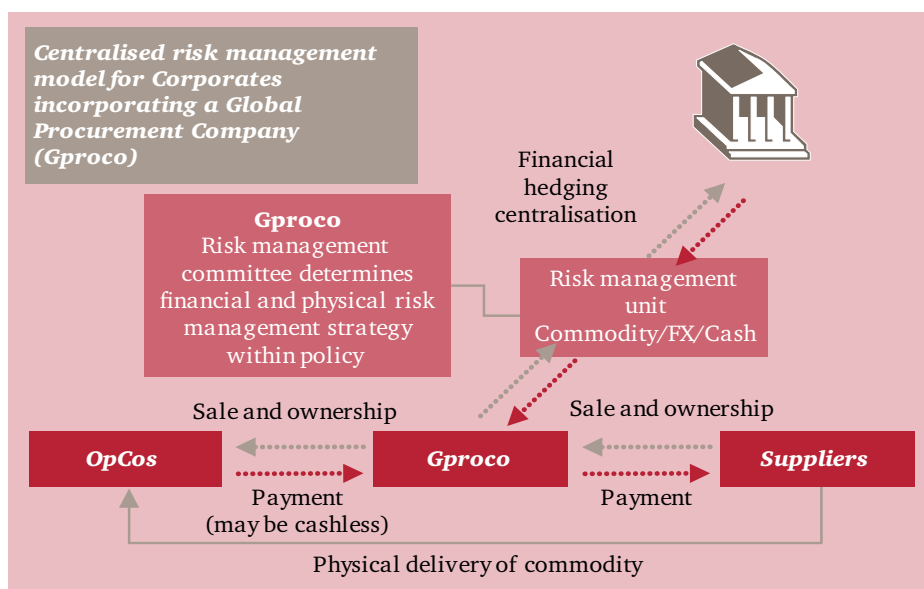 Centralised risk management
model for Corporates
incorporating a Global
Procurement Company
(Gproco)
Financial
hedging
centralisation
Gproco
Risk management
committee determines
financial and physical risk
management strategy
within policy
Risk management
unit
Commodity/FX/Cash
Sale and ownership
Sale and ownership
OpCos
Gproco
Suppliers
Payment
(may be cashless)
Payment
Physical delivery of commodity